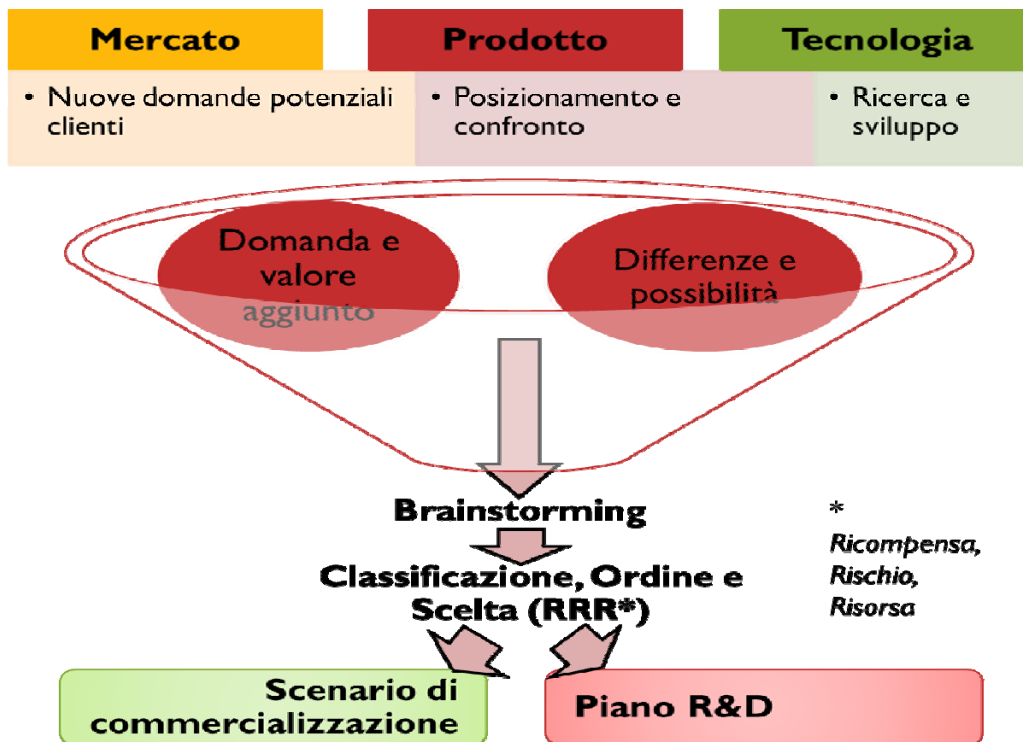 Mercato
Prodotto
Tecnologia
• Nuove domande potenziali
clienti
• Posizionamento e
confronto
• Ricerca e
sviluppo
Domanda e
valore
aggiunto
Differenze e
possibilità
Brainstorming
Classificazione, Ordine e
Scelta (RRR*)
*
Ricompensa,
Rischio,
Risorsa
Scenario di
commercializzazione
Piano R&D